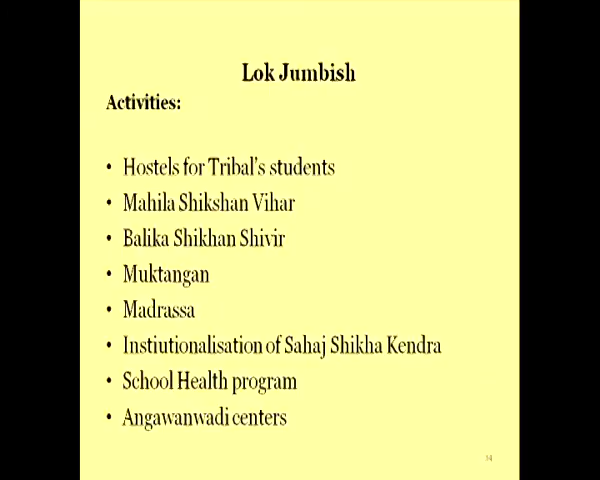 Lok Jumbish
Activities:
• Hostels for Tribal's students
• Mahila Shikshan Vihar
• Balika Shikhan Shivir
• Muktangan
• Madrassa
• Instiutionalisation of Sahaj Shikha Kendra
• School Health program
• Angawanwadi centers